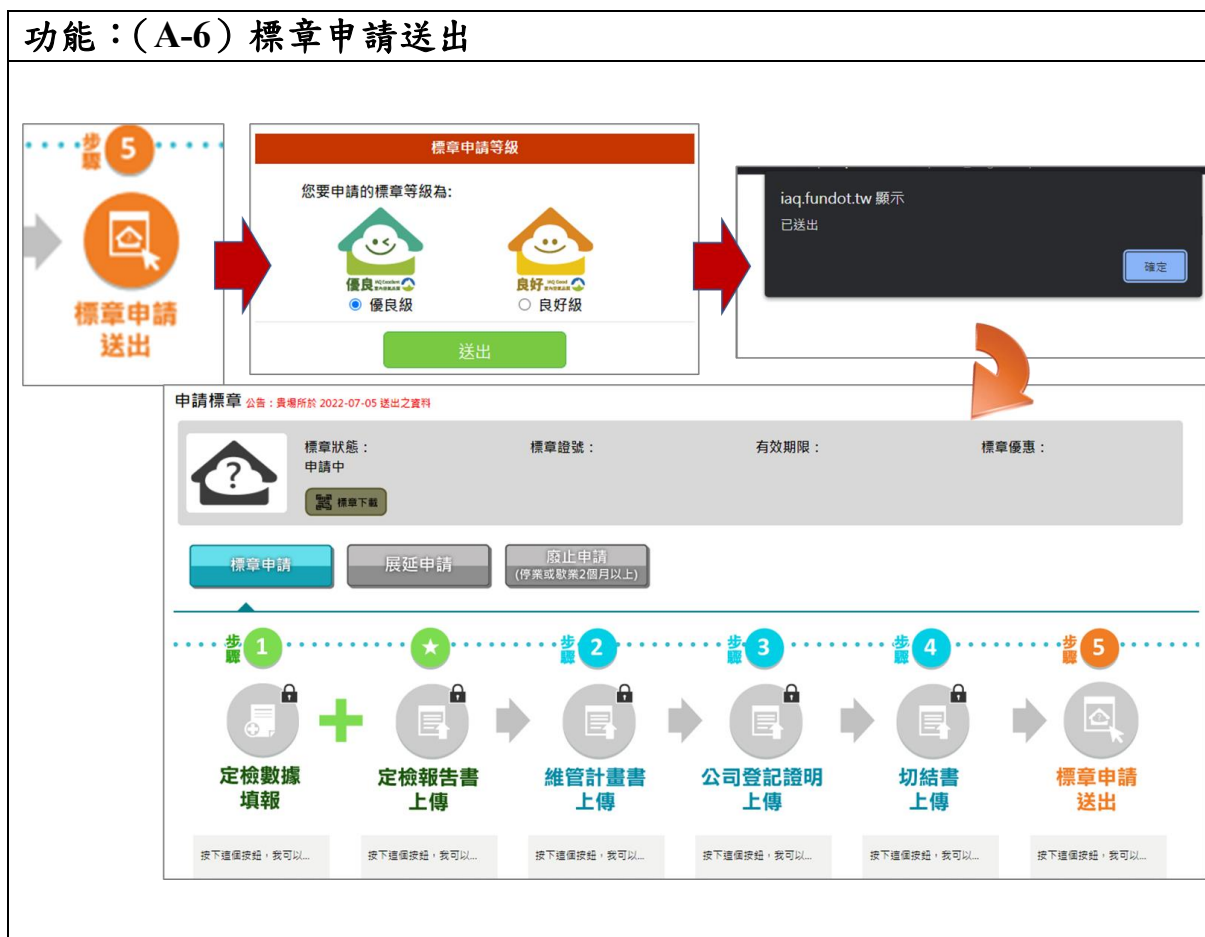 功能：（A-6）標章申請送出
步驟 5
標章申請
送出
標章申請等級
您要申請的標章等級為:
優良 IAQ Excellent
良好 IAQ Good
優良級
良好級
送出
iaq.fundot.tw 顯示
已送出
確定
申請標章 公告：貴場所於 2022-07-05 送出之資料
標章狀態：
申請中
標章下載
標章證號：
有效期限：
標章優惠：
標章申請
展延申請
廢止申請
(停業或歇業2個月以上)
步驟 1
步驟 2
步驟 3
步驟 4
步驟 5
定檢數據
填報
定檢報告書
上傳
維管計畫書
上傳
公司登記證明
上傳
切結書
上傳
標章申請
送出
按下這個按鈕，我可以...
按下這個按鈕，我可以...
按下這個按鈕，我可以...
按下這個按鈕，我可以...
按下這個按鈕，我可以...
按下這個按鈕，我可以...